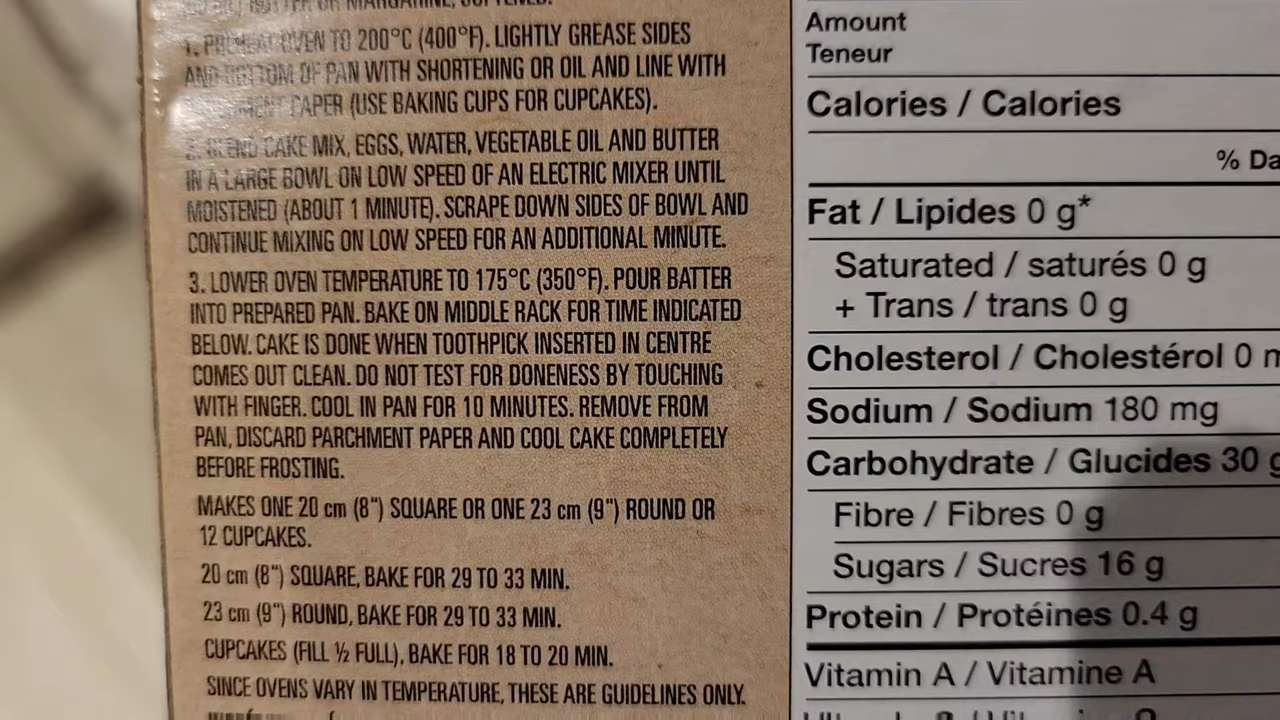 BUTTER OR MARGARINE, SOFTENED.
1. PREHEAT OVEN TO 200°C (400°F). LIGHTLY GREASE SIDES
AND BOTTOM OF PAN WITH SHORTENING OR OIL AND LINE WITH
PARCHMENT PAPER (USE BAKING CUPS FOR CUPCAKES).
2. BLEND CAKE MIX, EGGS, WATER, VEGETABLE OIL AND BUTTER
IN A LARGE BOWL ON LOW SPEED OF AN ELECTRIC MIXER UNTIL
MOISTENED (ABOUT 1 MINUTE). SCRAPE DOWN SIDES OF BOWL AND
CONTINUE MIXING ON LOW SPEED FOR AN ADDITIONAL MINUTE.
3. LOWER OVEN TEMPERATURE TO 175°C (350°F). POUR BATTER
INTO PREPARED PAN. BAKE ON MIDDLE RACK FOR TIME INDICATED
BELOW. CAKE IS DONE WHEN TOOTHPICK INSERTED IN CENTRE
COMES OUT CLEAN. DO NOT TEST FOR DONENESS BY TOUCHING
WITH FINGER. COOL IN PAN FOR 10 MINUTES. REMOVE FROM
PAN, DISCARD PARCHMENT PAPER AND COOL CAKE COMPLETELY
BEFORE FROSTING.
MAKES ONE 20 cm (8") SQUARE OR ONE 23 cm (9") ROUND OR
12 CUPCAKES.
20 cm (8") SQUARE, BAKE FOR 29 TO 33 MIN.
23 cm (9") ROUND, BAKE FOR 29 TO 33 MIN.
CUPCAKES (FILL ½ FULL), BAKE FOR 18 TO 20 MIN.
SINCE OVENS VARY IN TEMPERATURE, THESE ARE GUIDELINES ONLY.
Amount
Teneur
Calories / Calories
% Da
Fat / Lipides 0 g*
Saturated / saturés 0 g
+ Trans / trans 0 g
Cholesterol / Cholestérol 0 m
Sodium / Sodium 180 mg
Carbohydrate / Glucides 30 g
Fibre / Fibres 0 g
Sugars / Sucres 16 g
Protein / Protéines 0.4 g
Vitamin A / Vitamine A